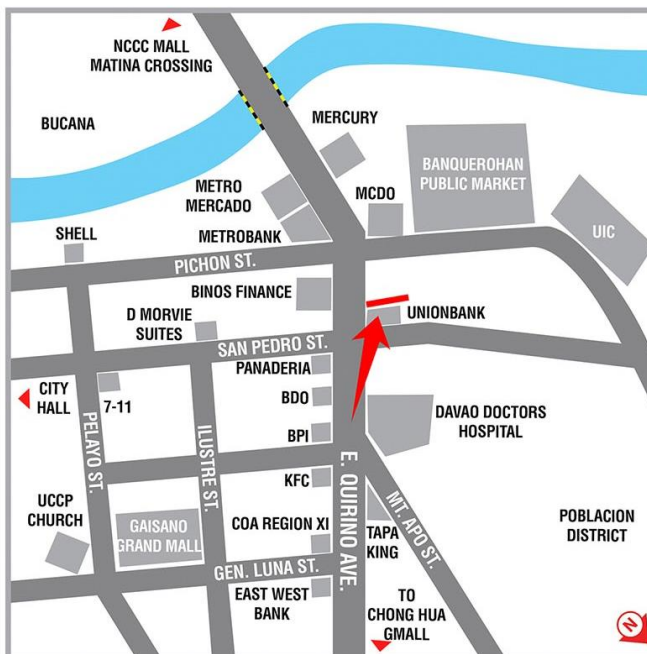 NCCC MALL
MATINA CROSSING
BUCANA
MERCURY
BANQUEROHAN
PUBLIC MARKET
METRO
MERCADO
MCDO
METROBANK
UIC
SHELL
PICHON ST.
BINOS FINANCE
D MORVIE
SUITES
UNIONBANK
SAN PEDRO ST.
PANADERIA
CITY
HALL
7-11
BDO
DAVAO DOCTORS
HOSPITAL
BPI
PELAYO ST.
ILUSTRE ST.
E. QUIRINO AVE.
MT. APO ST.
KFC
UCCP
CHURCH
GAISANO
GRAND MALL
COA REGION XI
TAPA
KING
POBLACION
DISTRICT
GEN. LUNA ST.
EAST WEST
BANK
TO
CHONG HUA
GMALL
N